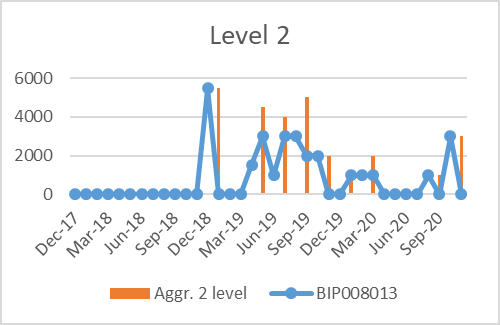 Level 2
6000
4000
2000
0
Dec-17
Mar-18
Jun-18
Sep-18
Dec-18
Mar-19
Jun-19
Sep-19
Dec-19
Mar-20
Jun-20
Sep-20
Aggr. 2 level
BIP008013